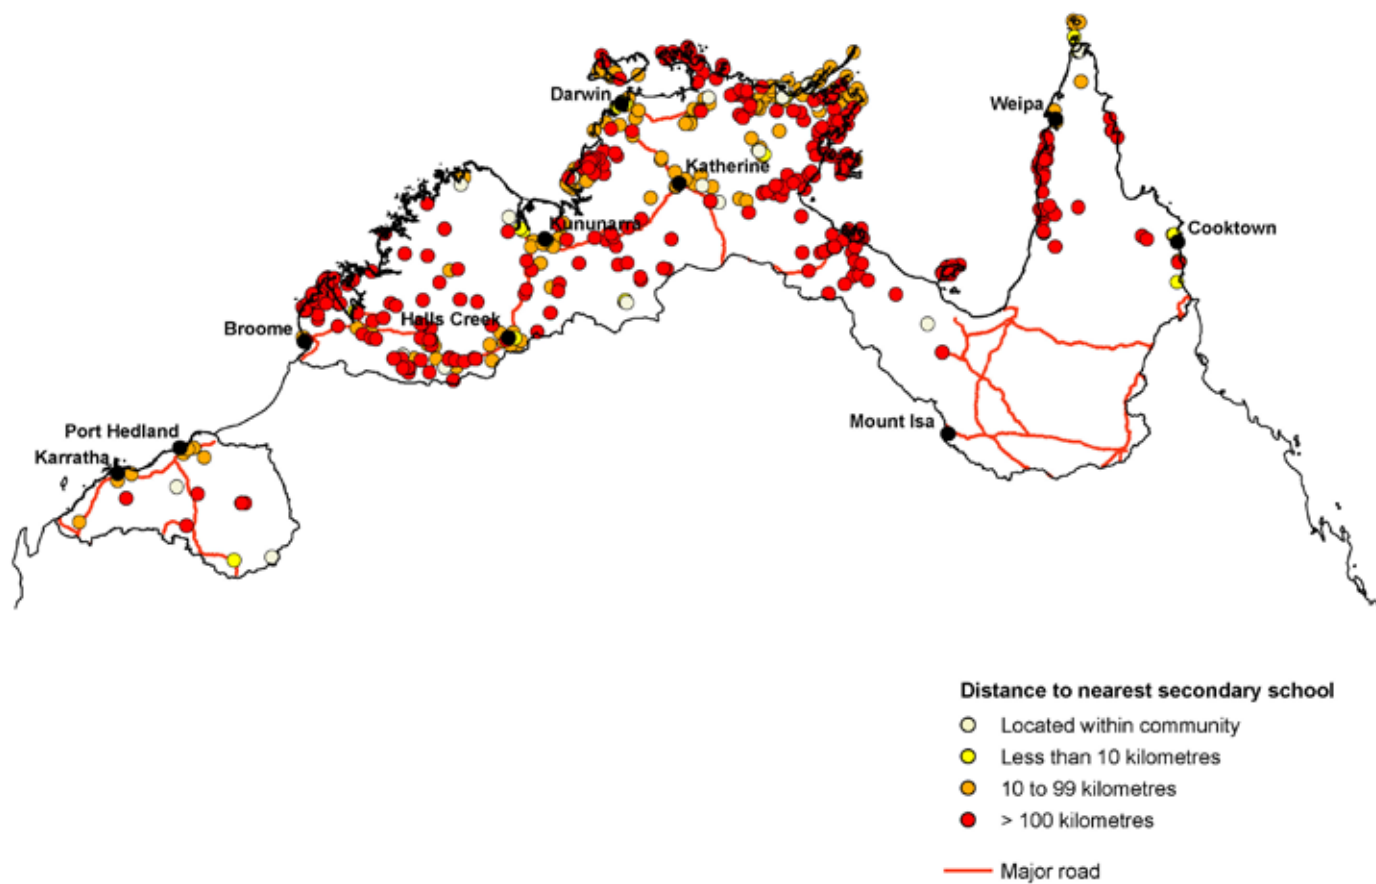 Darwin
Weipa
Katherine
Kununarra
Cooktown
Broome
Halls Creek
Mount Isa
Port Hedland
Karratha
Distance to nearest secondary school
Located within community
Less than 10 kilometres
10 to 99 kilometres
> 100 kilometres
Major road